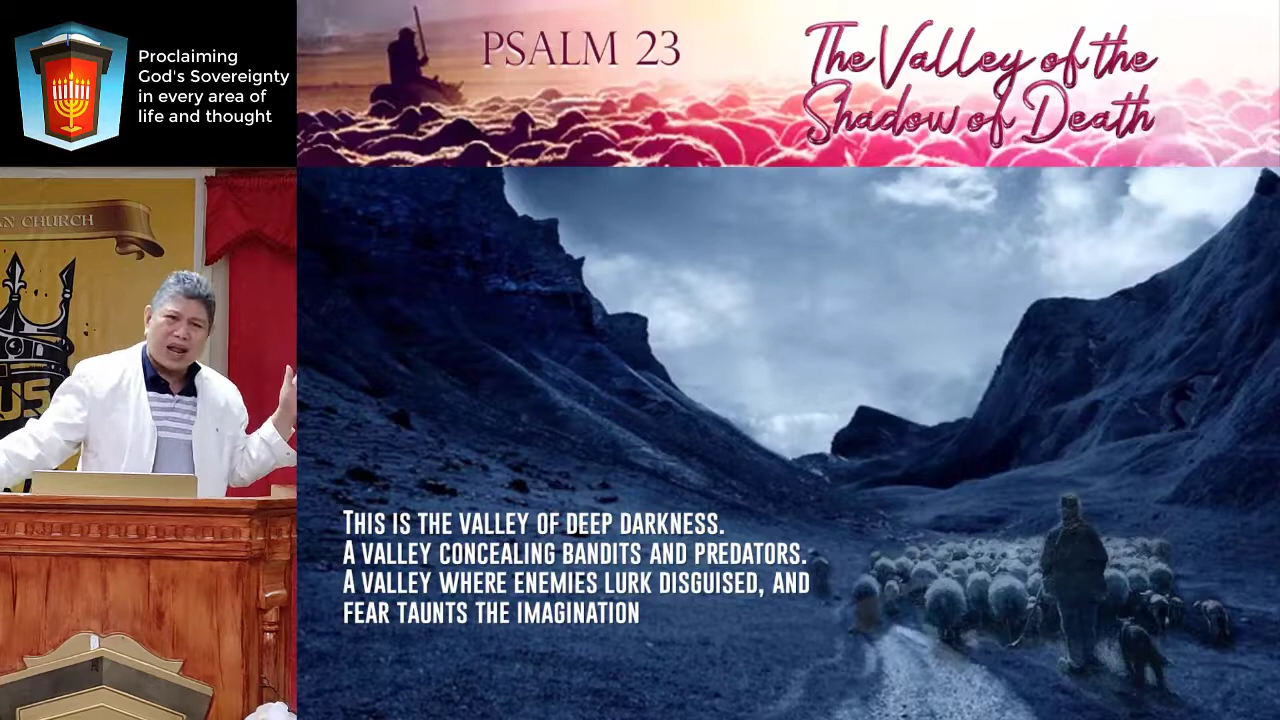 Proclaiming
God's Sovereignty
in every area of
life and thought
PSALM 23
The Valley of the
Shadow of Death
CHURCH
US
THIS IS THE VALLEY OF DEEP DARKNESS.
A VALLEY CONCEALING BANDITS AND PREDATORS.
A VALLEY WHERE ENEMIES LURK DISGUISED, AND
FEAR TAUNTS THE IMAGINATION